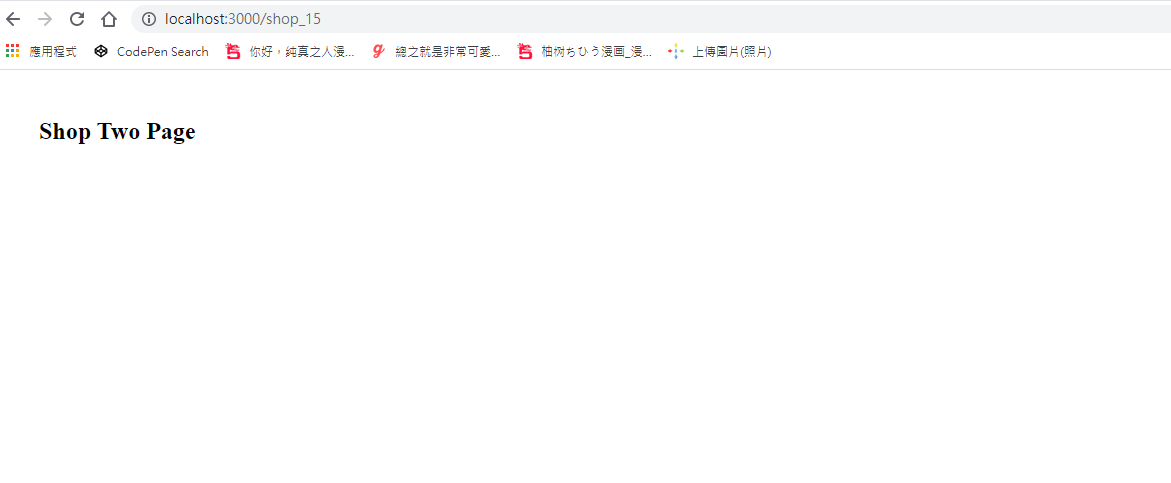 localhost:3000/shop_15
應用程式 CodePen Search 你好，純真之人漫... 總之就是非常可愛... 柚树ちひう漫画_漫... 上傳圖片(照片)
Shop Two Page